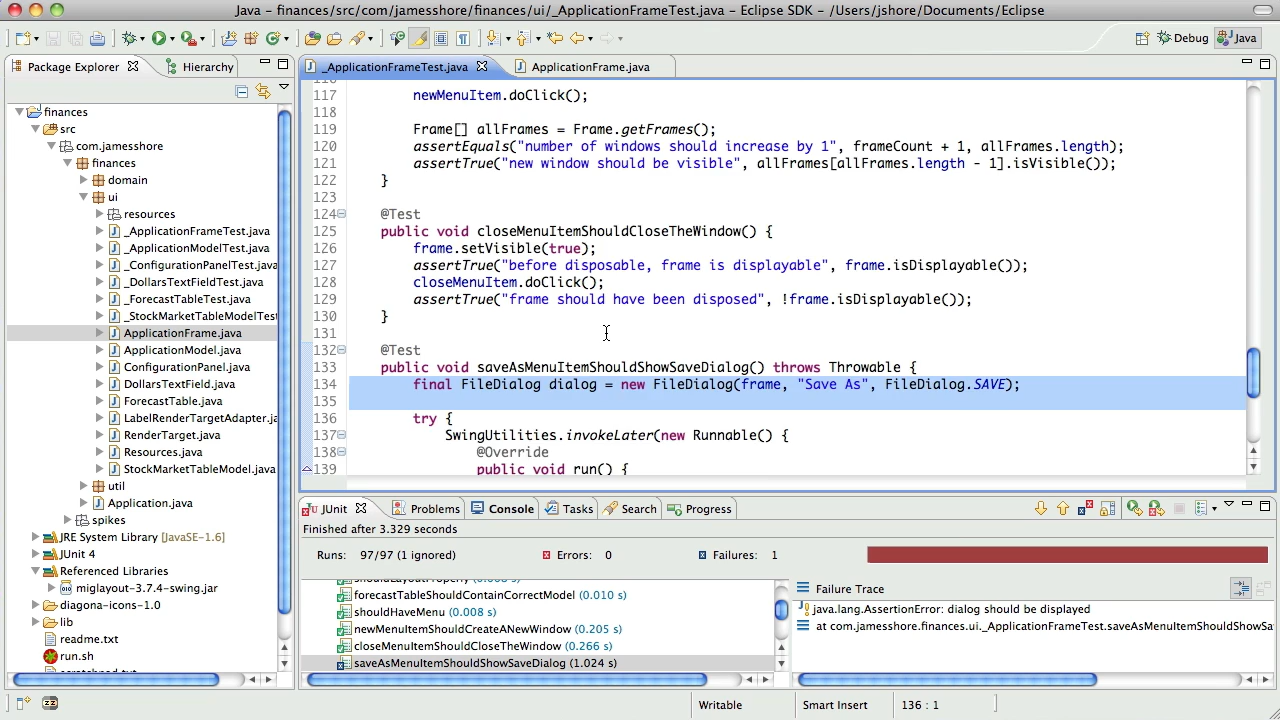 Java - finances/src/com/jamesshore/finances/ui/_ApplicationFrameTest.java - Eclipse SDK - /Users/jshore/Documents/Eclipse
Debug
Java
Package Explorer
Hierarchy
finances
src
com.jamesshore
finances
domain
ui
resources
_ApplicationFrameTest.java
_ApplicationModelTest.java
_ConfigurationPanelTest.java
_DollarsTextFieldTest.java
_ForecastTableTest.java
_StockMarketTableModelTest
ApplicationFrame.java
ApplicationModel.java
ConfigurationPanel.java
DollarsTextField.java
ForecastTable.java
LabelRenderTargetAdapter.ja
RenderTarget.java
Resources.java
StockMarketTableModel.java
util
Application.java
spikes
JRE System Library [JavaSE-1.6]
JUnit 4
Referenced Libraries
miglayout-3.7.4-swing.jar
diagona-icons-1.0
lib
readme.txt
run.sh
_ApplicationFrameTest.java
ApplicationFrame.java
117 newMenuItem.doClick();
118
119 Frame[] allFrames = Frame.getFrames();
120 assertEquals("number of windows should increase by 1", frameCount + 1, allFrames.length);
121 assertTrue("new window should be visible", allFrames[allFrames.length - 1].isVisible());
122 }
123
124 @Test
125 public void closeMenuItemShouldCloseTheWindow() {
126 frame.setVisible(true);
127 assertTrue("before disposable, frame is displayable", frame.isDisplayable());
128 closeMenuItem.doClick();
129 assertTrue("frame should have been disposed", !frame.isDisplayable());
130 }
131
132 @Test
133 public void saveAsMenuItemShouldShowSaveDialog() throws Throwable {
134 final FileDialog dialog = new FileDialog(frame, "Save As", FileDialog.SAVE);
135
136 try {
137 SwingUtilities.invokeLater(new Runnable() {
138 @Override
139 public void run() {
JUnit
Problems
Console
Tasks
Search
Progress
Finished after 3.329 seconds
Runs: 97/97 (1 ignored)
Errors: 0
Failures: 1
forecastTableShouldContainCorrectModel (0.010 s)
shouldHaveMenu (0.008 s)
newMenuItemShouldCreateANewWindow (0.205 s)
closeMenuItemShouldCloseTheWindow (0.266 s)
saveAsMenuItemShouldShowSaveDialog (1.024 s)
Failure Trace
java.lang.AssertionError: dialog should be displayed
at com.jamesshore.finances.ui._ApplicationFrameTest.saveAsMenuItemShouldShowSa
Writable
Smart Insert
136 : 1